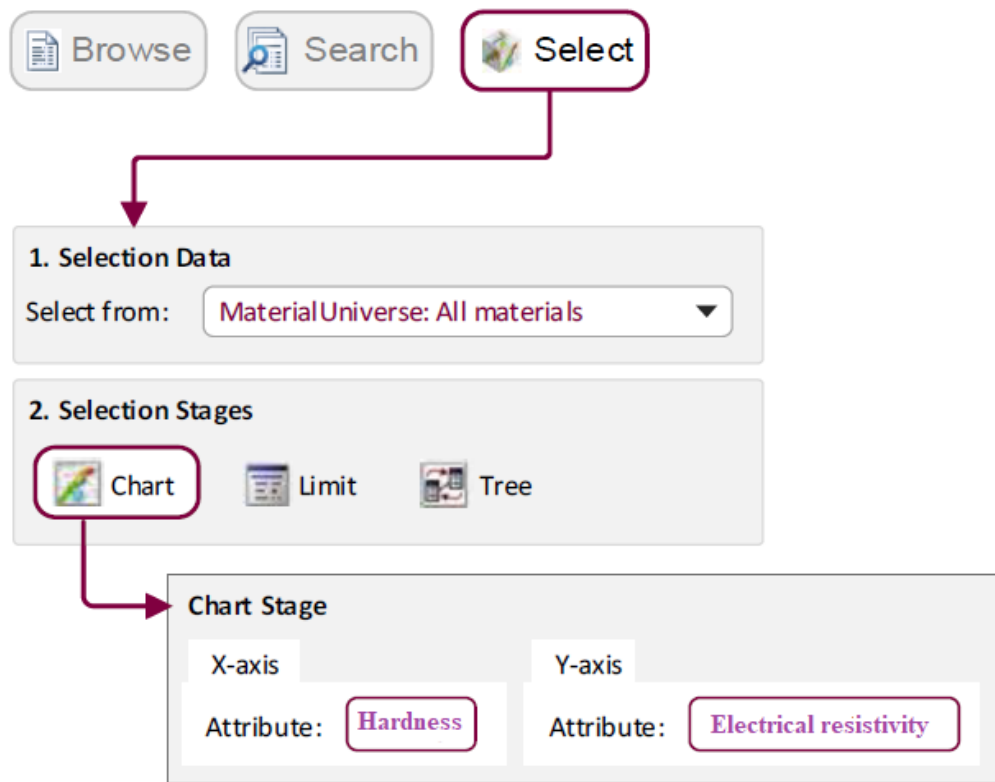 Browse Search Select
1. Selection Data
Select from: MaterialUniverse: All materials
2. Selection Stages
Chart Limit Tree
Chart Stage
X-axis Y-axis
Attribute: Hardness Attribute: Electrical resistivity